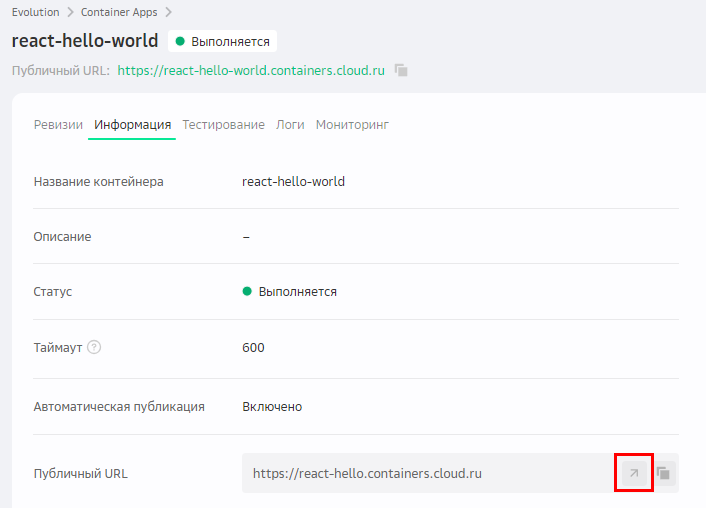 Evolution > Container Apps >
react-hello-world Выполняется
Публичный URL: https://react-hello-world.containers.cloud.ru
Ревизии Информация Тестирование Логи Мониторинг
Название контейнера react-hello-world
Описание –
Статус Выполняется
Таймаут ? 600
Автоматическая публикация Включено
Публичный URL https://react-hello.containers.cloud.ru